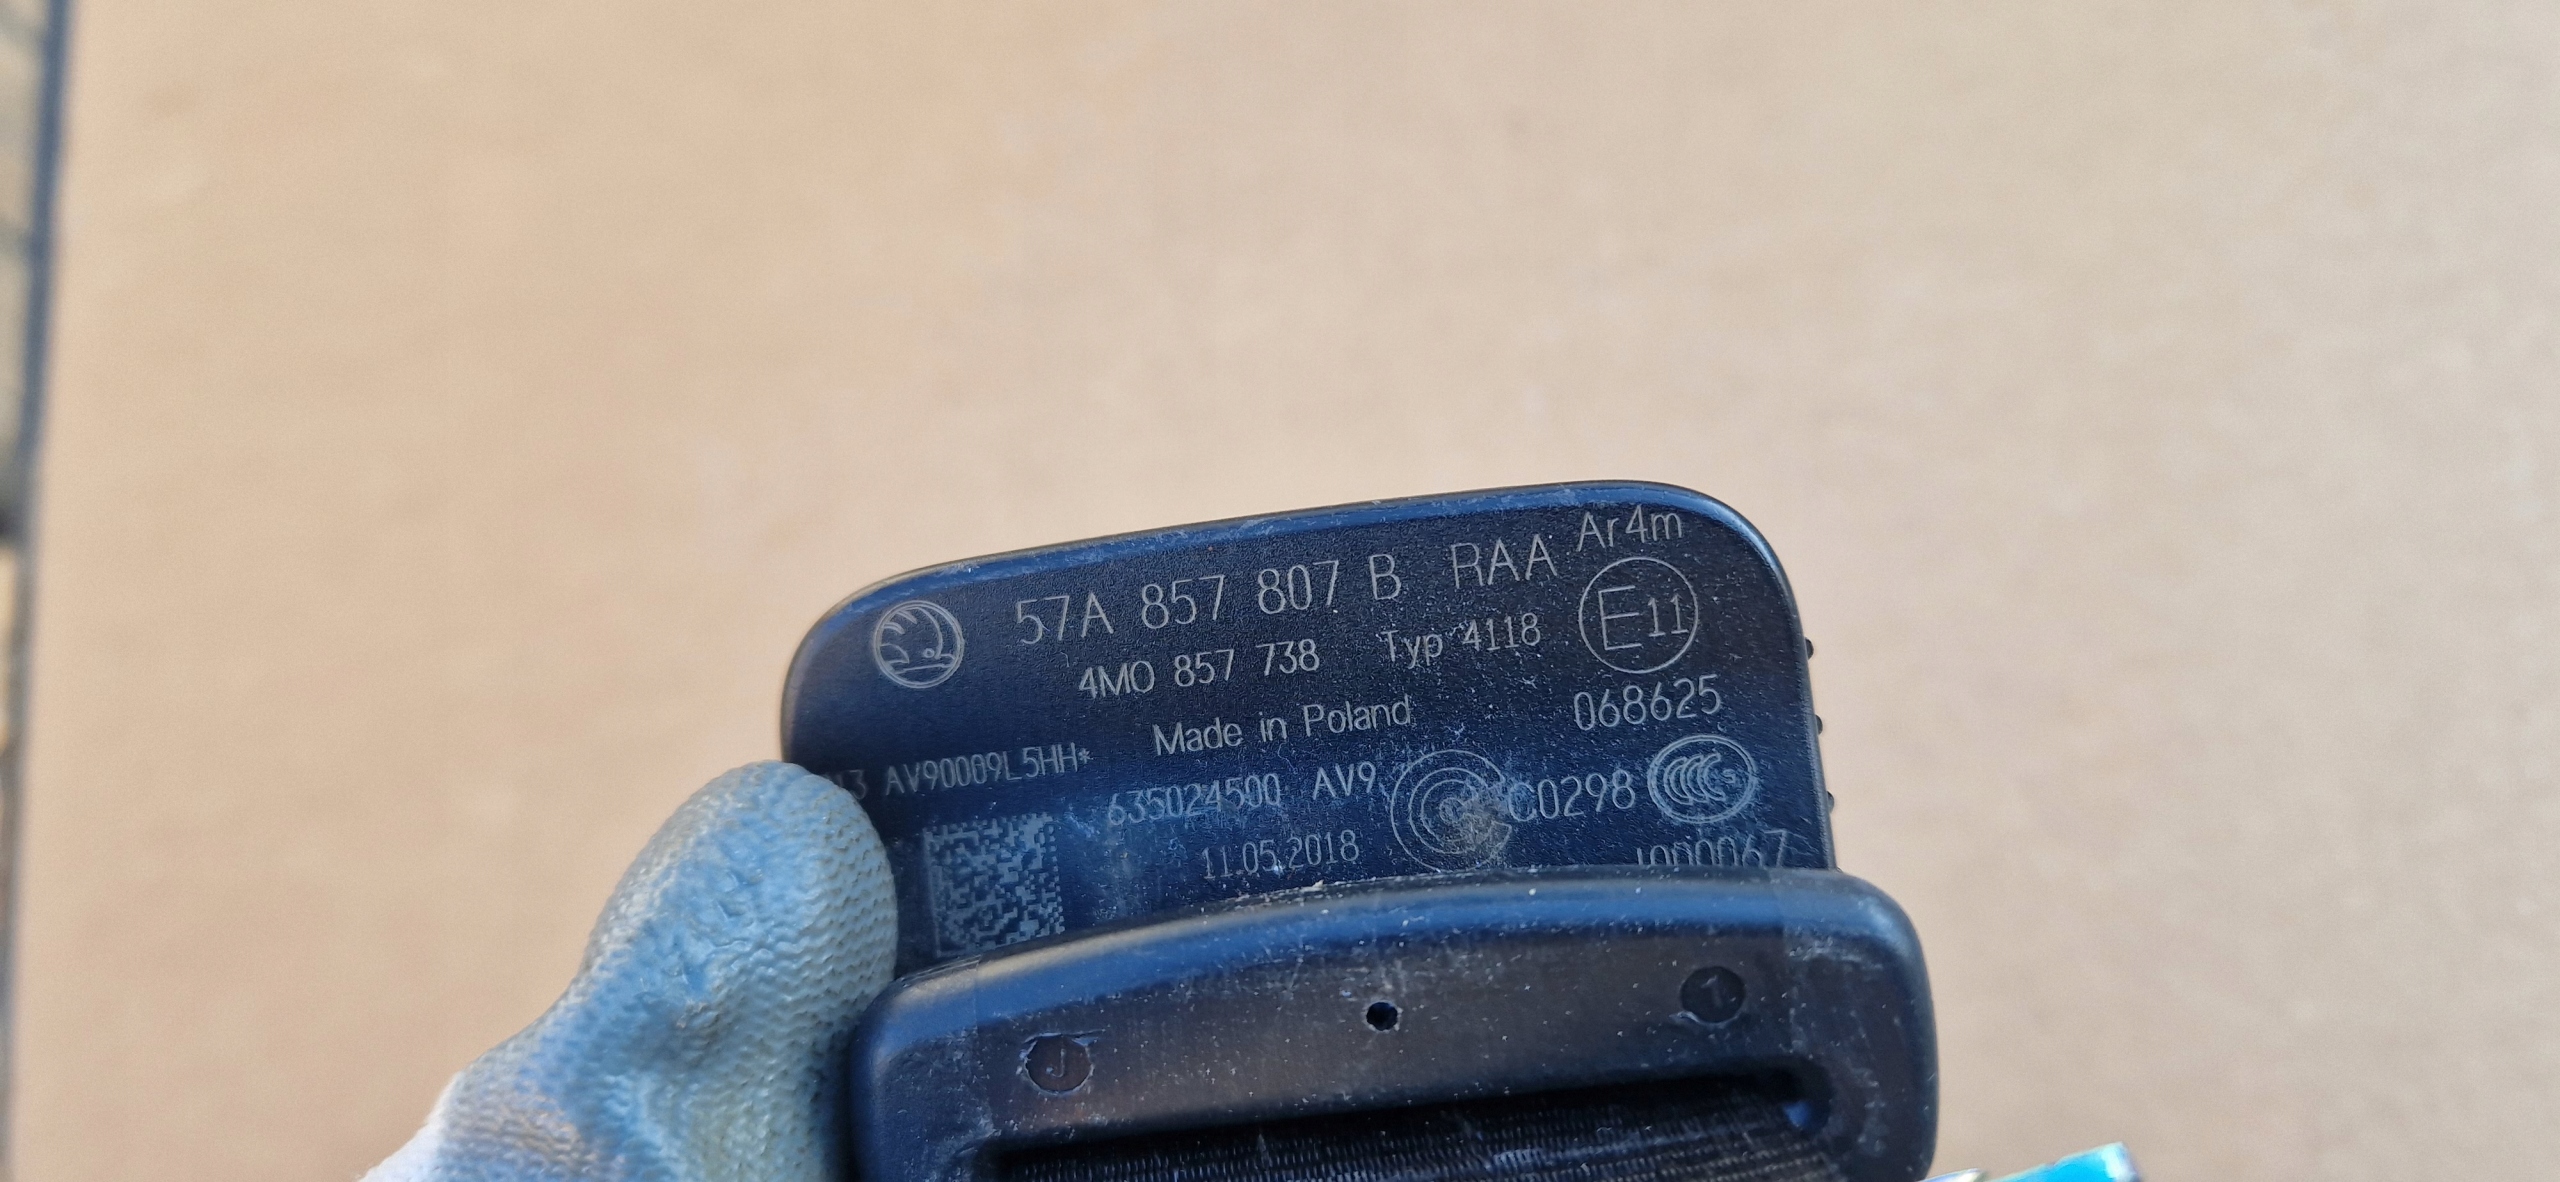 57A 857 807 B RAA Ar4m
4M0 857 738 Typ 4118 E11
Made in Poland 068625
AV90009L5HH*
635024500 AV9 C0298 CCC S
11.05.2018